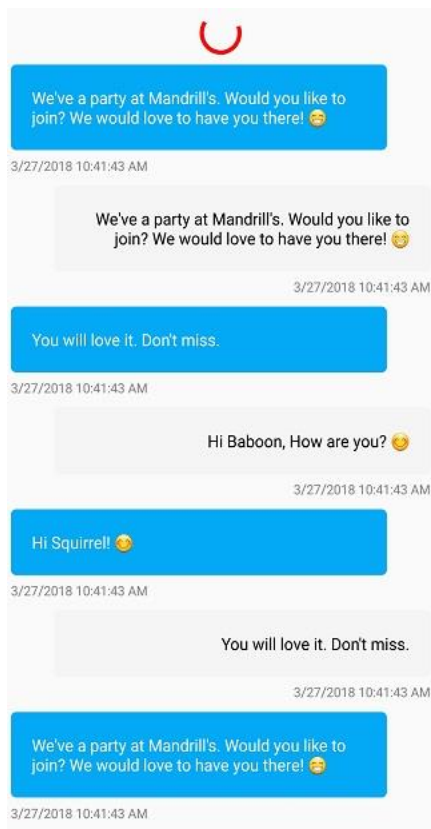 We've a party at Mandrill's. Would you like to
join? We would love to have you there! 😁
3/27/2018 10:41:43 AM
We've a party at Mandrill's. Would you like to
join? We would love to have you there! 😁
3/27/2018 10:41:43 AM
You will love it. Don't miss.
3/27/2018 10:41:43 AM
Hi Baboon, How are you? 😊
3/27/2018 10:41:43 AM
Hi Squirrel! 😊
3/27/2018 10:41:43 AM
You will love it. Don't miss.
3/27/2018 10:41:43 AM
We've a party at Mandrill's. Would you like to
join? We would love to have you there! 😁
3/27/2018 10:41:43 AM